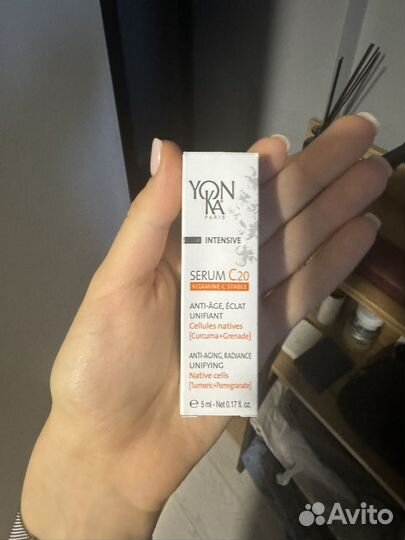 YON
KA
PARIS
INTENSIVE
SERUM C20
VITAMINE C STABLE
ANTI-ÂGE, ÉCLAT
UNIFIANT
Cellules natives
[Curcuma+Grenade]
ANTI-AGING, RADIANCE
UNIFYING
Native cells
[Turmeric+Pomegranate]
℮ 5 ml - Net 0.17 fl. oz.
Avito